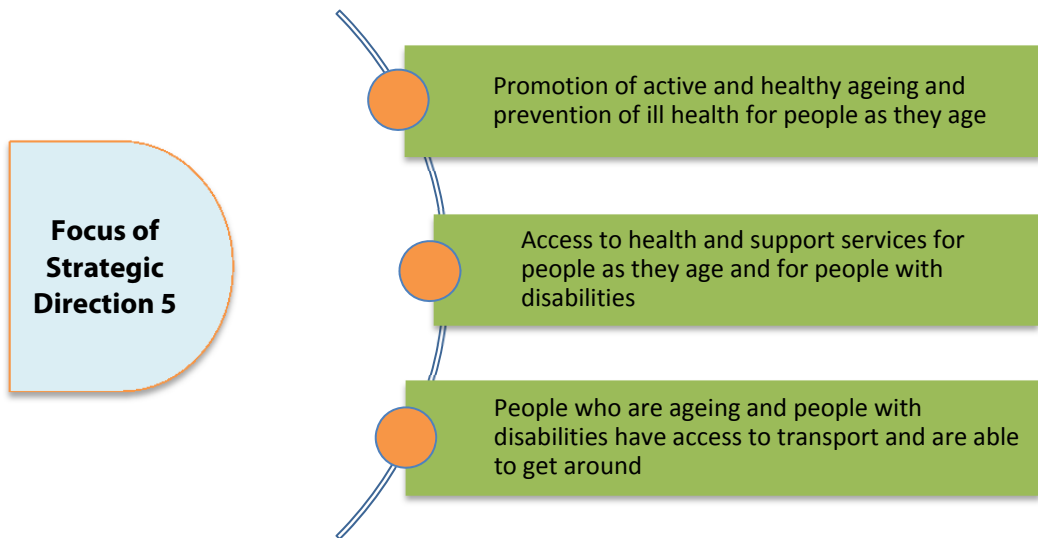 Focus of
Strategic
Direction 5
Promotion of active and healthy ageing and
prevention of ill health for people as they age
Access to health and support services for
people as they age and for people with
disabilities
People who are ageing and people with
disabilities have access to transport and are able
to get around